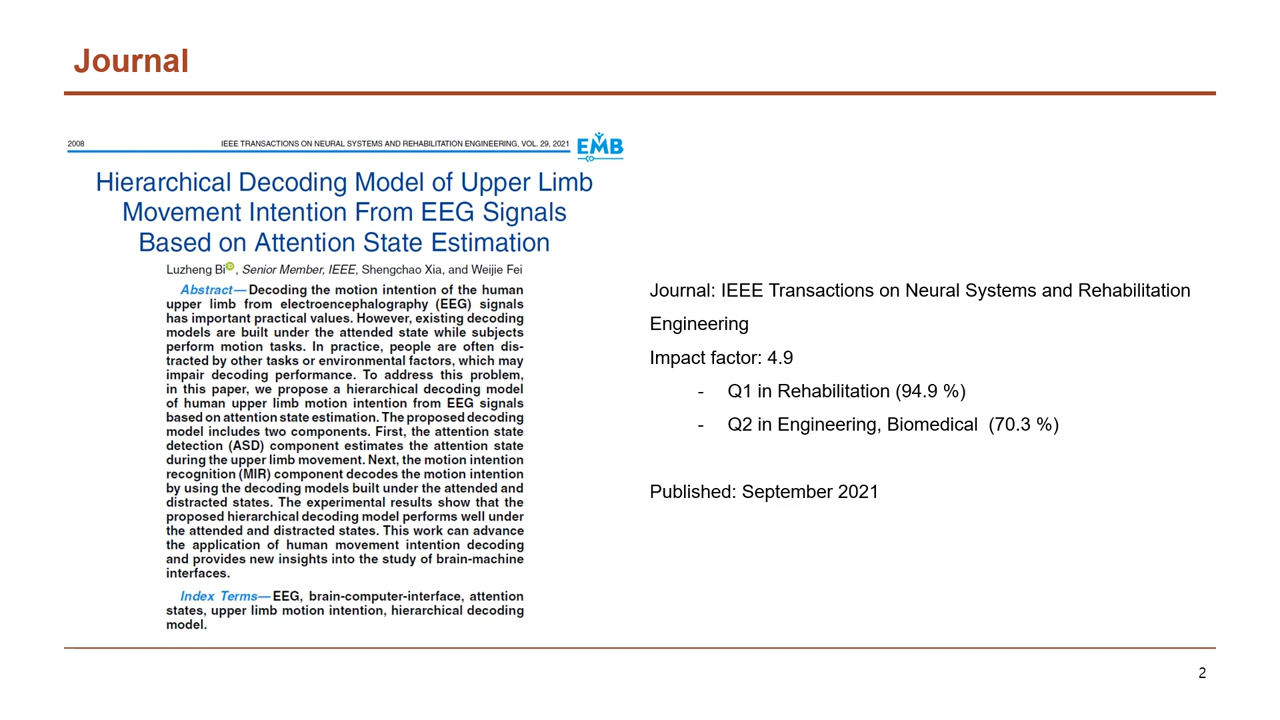 Journal
2008
IEEE TRANSACTIONS ON NEURAL SYSTEMS AND REHABILITATION ENGINEERING, VOL. 29, 2021
EMB
Hierarchical Decoding Model of Upper Limb
Movement Intention From EEG Signals
Based on Attention State Estimation
Luzheng Bi iD, Senior Member, IEEE, Shengchao Xia, and Weijie Fei
Abstract—Decoding the motion intention of the human
upper limb from electroencephalography (EEG) signals
has important practical values. However, existing decoding
models are built under the attended state while subjects
perform motion tasks. In practice, people are often dis-
tracted by other tasks or environmental factors, which may
impair decoding performance. To address this problem,
in this paper, we propose a hierarchical decoding model
of human upper limb motion intention from EEG signals
based on attention state estimation. The proposed decoding
model includes two components. First, the attention state
detection (ASD) component estimates the attention state
during the upper limb movement. Next, the motion intention
recognition (MIR) component decodes the motion intention
by using the decoding models built under the attended and
distracted states. The experimental results show that the
proposed hierarchical decoding model performs well under
the attended and distracted states. This work can advance
the application of human movement intention decoding
and provides new insights into the study of brain-machine
interfaces.
Index Terms—EEG, brain-computer-interface, attention
states, upper limb motion intention, hierarchical decoding
model.
Journal: IEEE Transactions on Neural Systems and Rehabilitation
Engineering
Impact factor: 4.9
- Q1 in Rehabilitation (94.9 %)
- Q2 in Engineering, Biomedical (70.3 %)
Published: September 2021
2